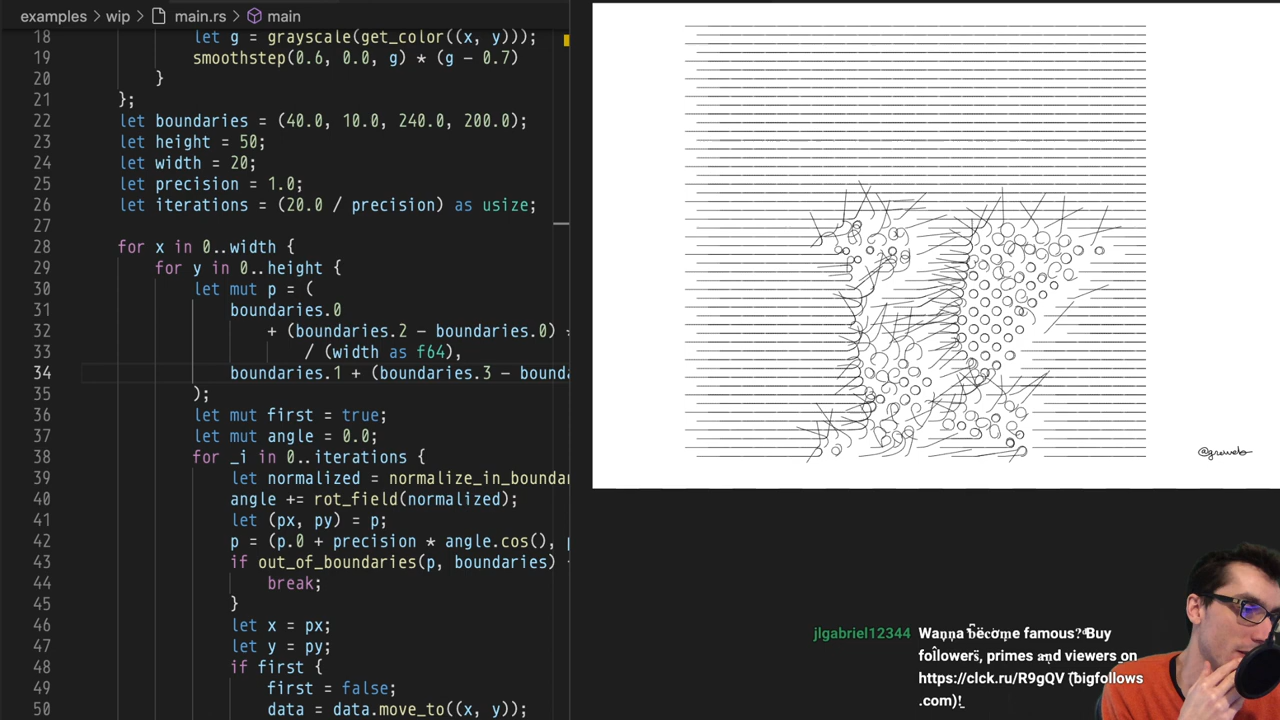 examples › wip › main.rs › main
18 let g = grayscale(get_color((x, y)));
19 smoothstep(0.6, 0.0, g) * (g - 0.7)
20 }
21 };
22 let boundaries = (40.0, 10.0, 240.0, 200.0);
23 let height = 50;
24 let width = 20;
25 let precision = 1.0;
26 let iterations = (20.0 / precision) as usize;
27
28 for x in 0..width {
29 for y in 0..height {
30 let mut p = (
31 boundaries.0
32 + (boundaries.2 - boundaries.0) *
33 / (width as f64),
34 boundaries.1 + (boundaries.3 - bounda
35 );
36 let mut first = true;
37 let mut angle = 0.0;
38 for _i in 0..iterations {
39 let normalized = normalize_in_boundar
40 angle += rot_field(normalized);
41 let (px, py) = p;
42 p = (p.0 + precision * angle.cos(), p
43 if out_of_boundaries(p, boundaries)
44 break;
45 }
46 let x = px;
47 let y = py;
48 if first {
49 first = false;
50 data = data.move_to((x, y));
@greweb
jlgabriel12344 Wanna become famous? Buy
followers, primes and viewers on
https://clck.ru/R9gQV (bigfollows
.com)!